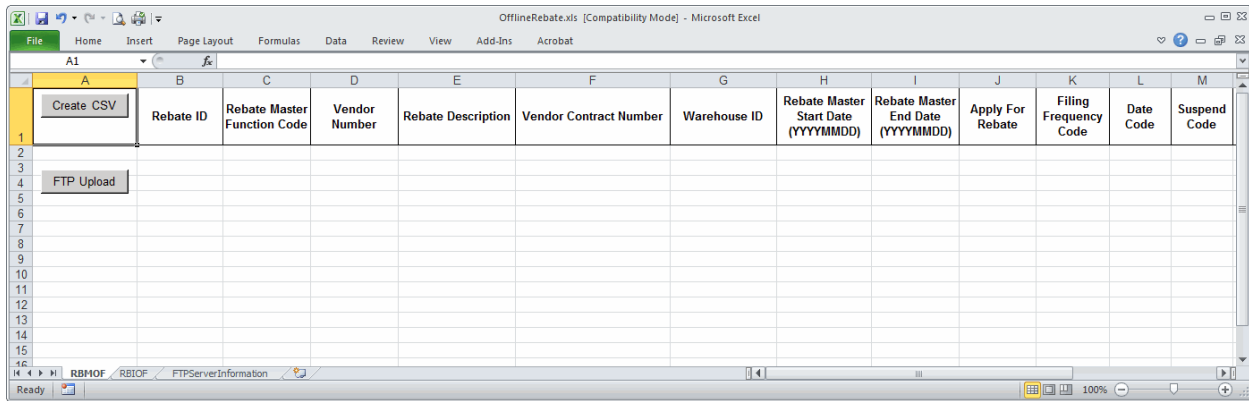 OfflineRebate.xls [Compatibility Mode] - Microsoft Excel
File Home Insert Page Layout Formulas Data Review View Add-Ins Acrobat
A1 fx
A B C D E F G H I J K L M
1 Create CSV Rebate ID Rebate Master Function Code Vendor Number Rebate Description Vendor Contract Number Warehouse ID Rebate Master Start Date (YYYYMMDD) Rebate Master End Date (YYYYMMDD) Apply For Rebate Filing Frequency Code Date Code Suspend Code
2
3
4 FTP Upload
5
6
7
8
9
10
11
12
13
14
15
16
RBMOF RBIOF FTPServerInformation
Ready 100%